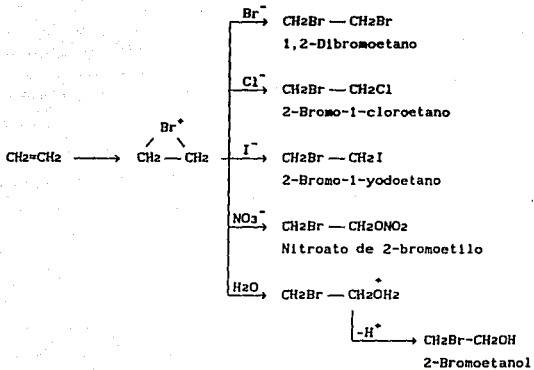 Br⁻
CH2Br — CH2Br
1,2-Dibromoetano
Cl⁻
CH2Br — CH2Cl
2-Bromo-1-cloroetano
Br⁺
CH2=CH2
CH2 — CH2
I⁻
CH2Br — CH2I
2-Bromo-1-yodoetano
NO3⁻
CH2Br — CH2ONO2
Nitroato de 2-bromoetilo
H2O
CH2Br — CH2OH2
+
-H⁺
CH2Br-CH2OH
2-Bromoetanol